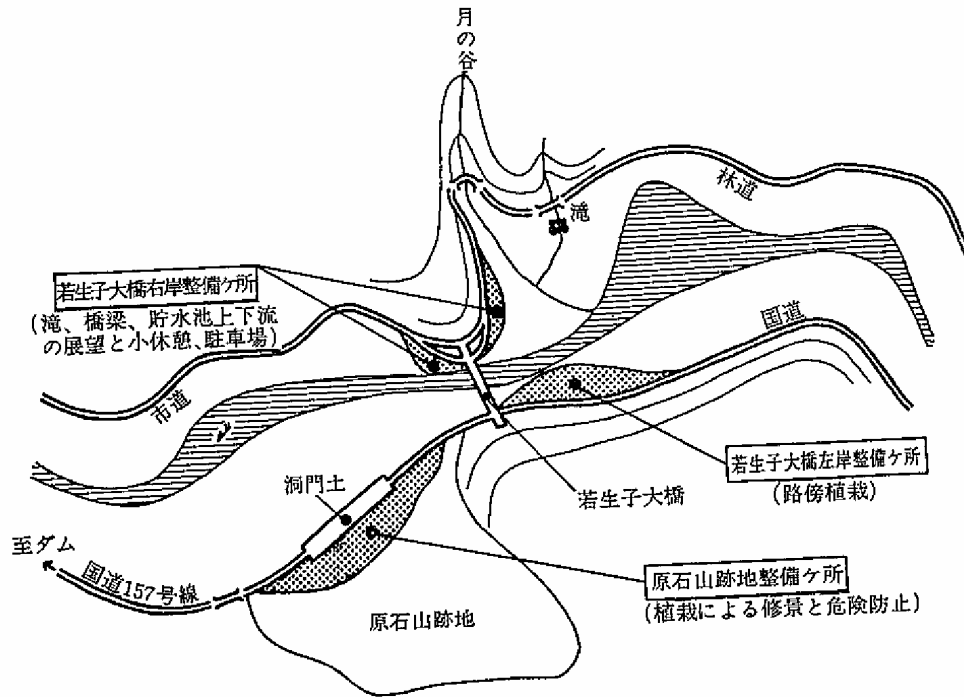 月の谷
林道
滝
若生子大橋右岸整備ケ所
(滝、橋梁、貯水池上下流
の展望と小休憩、駐車場)
国道
市道
若生子大橋左岸整備ケ所
(路傍植栽)
洞門土
若生子大橋
至ダム
国道157号線
原石山跡地整備ケ所
(植栽による修景と危険防止)
原石山跡地